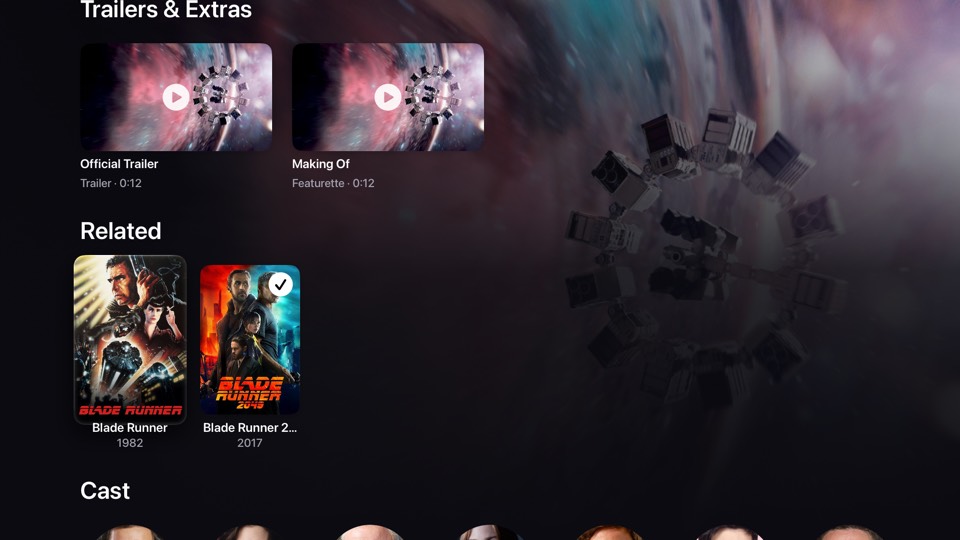 Trailers & Extras
Official Trailer
Trailer · 0:12
Making Of
Featurette · 0:12
Related
BLADE RUNNER
Blade Runner
1982
BLADE
RUNNER
2049
Blade Runner 2...
2017
Cast